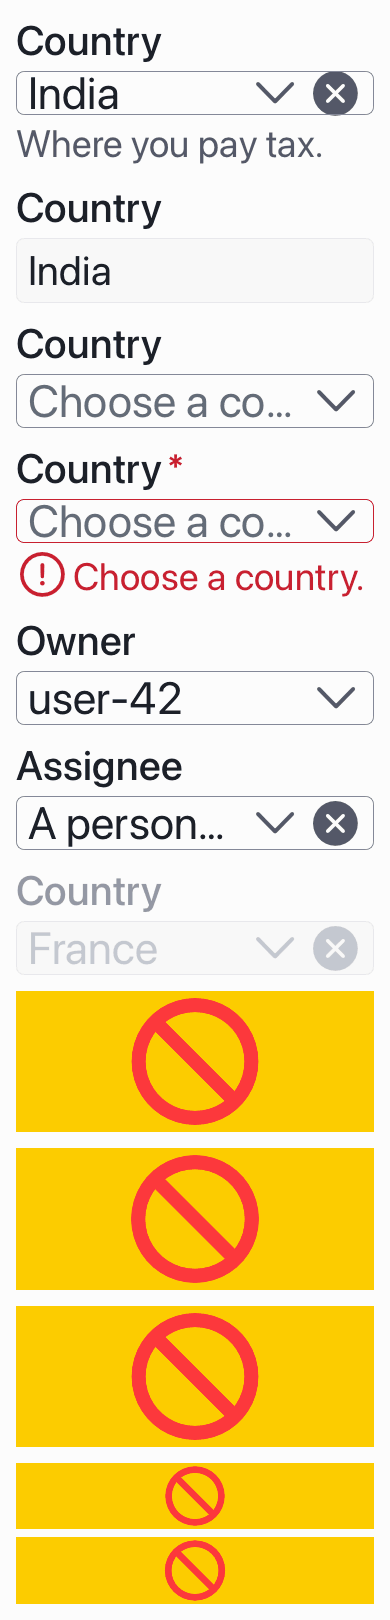 Country
India
Where you pay tax.
Country
India
Country
Choose a co...
Country *
Choose a co...
Choose a country.
Owner
user-42
Assignee
A person...
Country
France